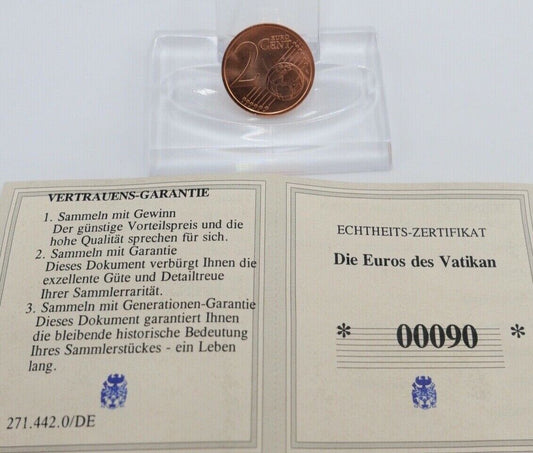 2 EURO
CENT
VERTRAUENS-GARANTIE
1. Sammeln mit Gewinn
Der günstige Vorteilspreis und die
hohe Qualität sprechen für sich.
2. Sammeln mit Garantie
Dieses Dokument verbürgt Ihnen die
exzellente Güte und Detailtreue
Ihrer Sammlerrarität.
3. Sammeln mit Generationen-Garantie
Dieses Dokument garantiert Ihnen
die bleibende historische Bedeutung
Ihres Sammlerstückes - ein Leben
lang.
271.442.0/DE
ECHTHEITS-ZERTIFIKAT
Die Euros des Vatikan
* 00090 *